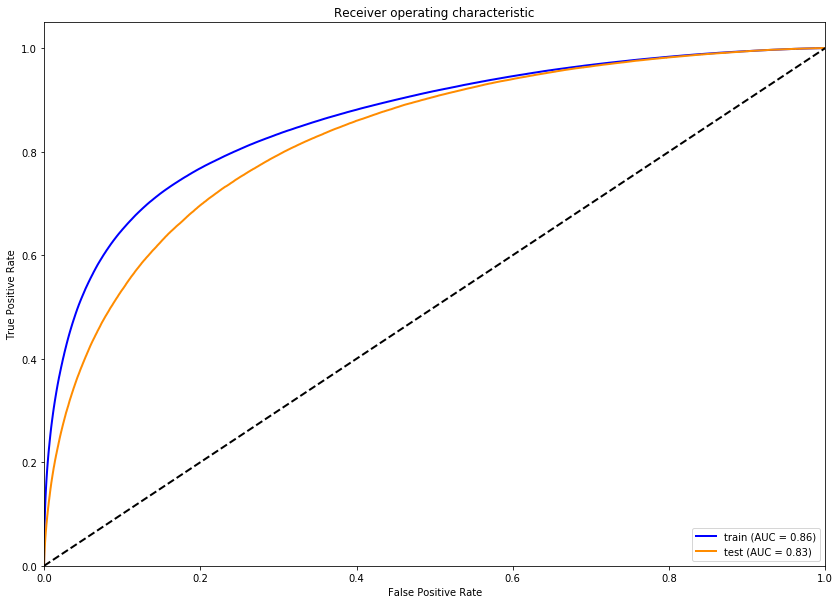 Receiver operating characteristic
1.0
0.8
0.6
0.4
0.2
0.0
True Positive Rate
train (AUC = 0.86)
test (AUC = 0.83)
0.0 0.2 0.4 0.6 0.8 1.0
False Positive Rate